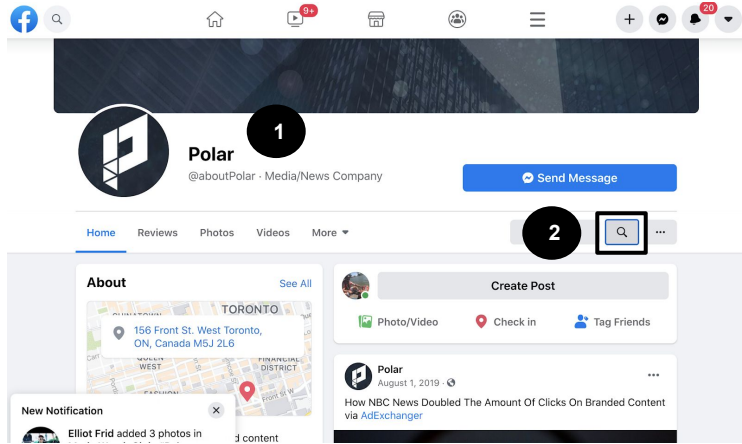 9+
20
1
Polar
@aboutPolar · Media/News Company
Send Message
Home Reviews Photos Videos More
2
About
See All
TORONTO
156 Front St. West Toronto,
ON, Canada M5J 2L6
QUEEN
WEST
FINANCIAL
DISTRICT
Front St W
Create Post
Photo/Video Check in Tag Friends
Polar
August 1, 2019 ·
How NBC News Doubled The Amount Of Clicks On Branded Content
via AdExchanger
New Notification
Elliot Frid added 3 photos in
d content